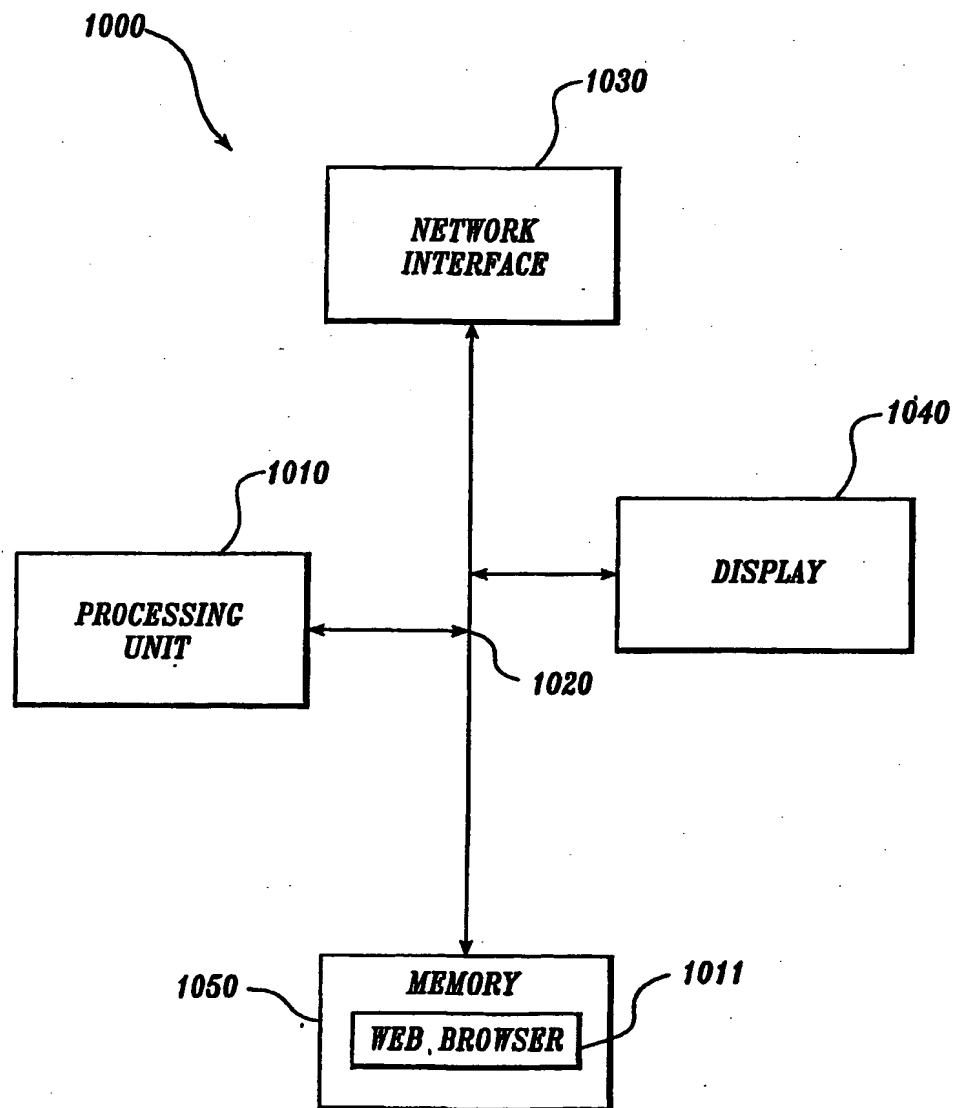 1000
1030
NETWORK
INTERFACE
1040
1010
DISPLAY
PROCESSING
UNIT
1020
1050
MEMORY
1011
WEB BROWSER